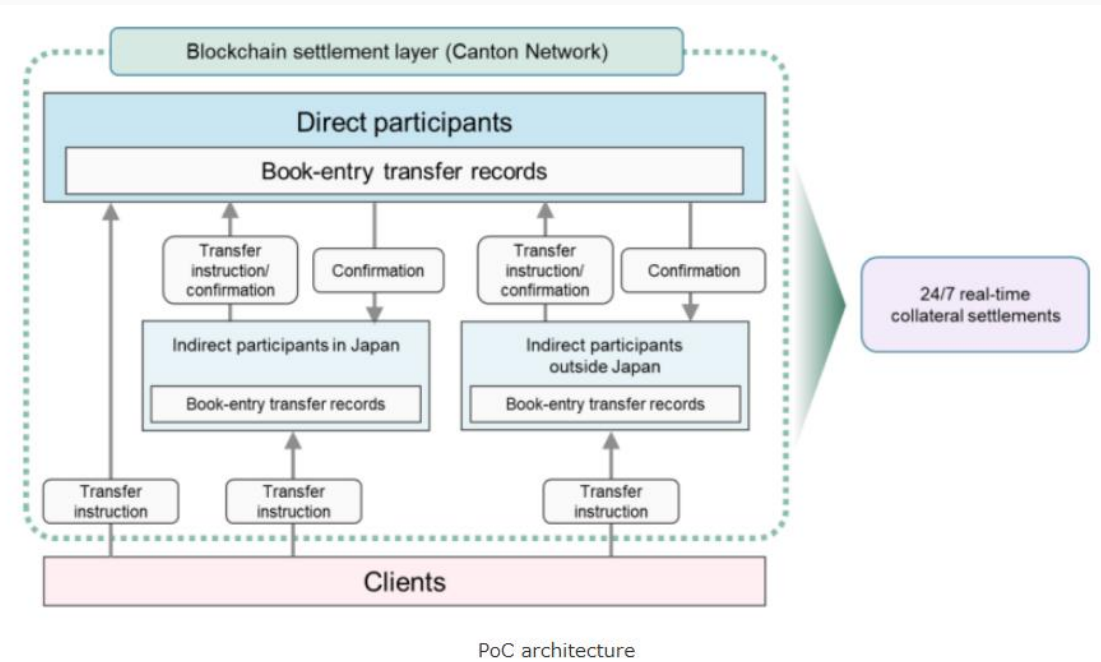 Blockchain settlement layer (Canton Network)
Direct participants
Book-entry transfer records
Transfer
instruction/
confirmation
Confirmation
Transfer
instruction/
confirmation
Confirmation
24/7 real-time
collateral settlements
Indirect participants in Japan
Book-entry transfer records
Indirect participants
outside Japan
Book-entry transfer records
Transfer
instruction
Transfer
instruction
Transfer
instruction
Clients
PoC architecture